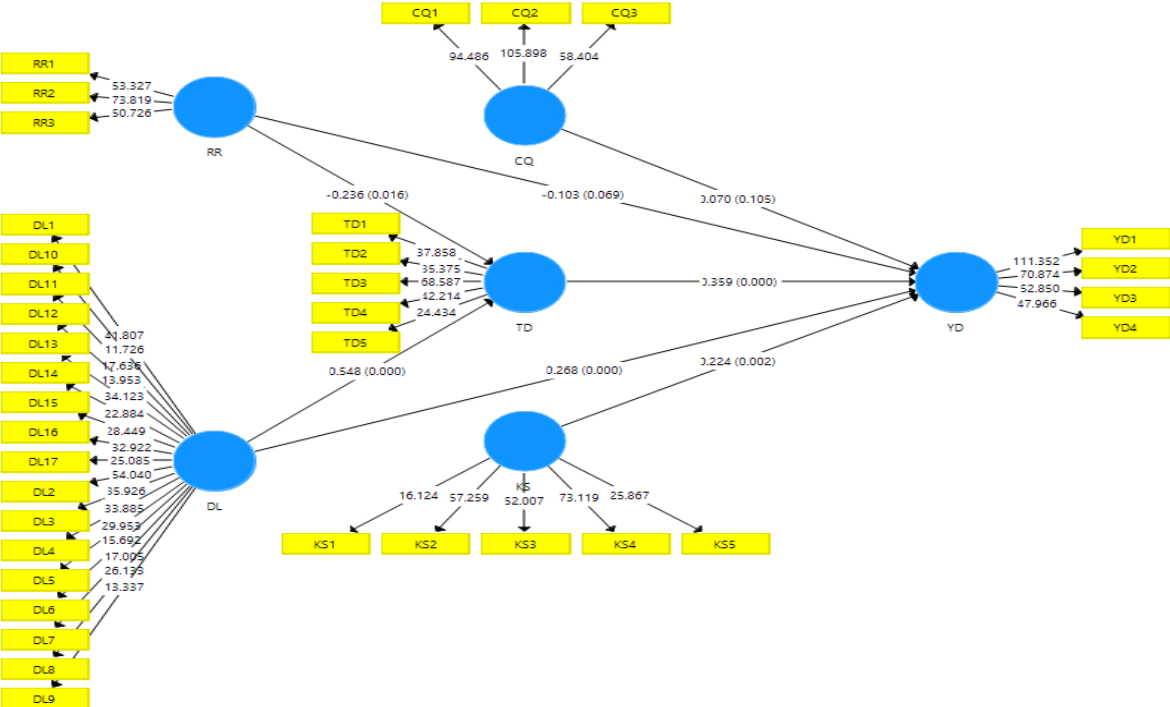 CQ1
CQ2
CQ3
94.486
105.898
58.404
CQ
RR1
RR2
RR3
53.327
73.819
50.726
RR
-0.236 (0.016)
-0.103 (0.069)
0.070 (0.105)
TD1
TD2
TD3
TD4
TD5
37.858
35.375
68.587
42.214
24.434
TD
0.359 (0.000)
YD1
YD2
YD3
YD4
111.352
70.874
52.850
47.966
YD
0.548 (0.000)
0.268 (0.000)
0.224 (0.002)
DL1
DL10
DL11
DL12
DL13
DL14
DL15
DL16
DL17
DL2
DL3
DL4
DL5
DL6
DL7
DL8
DL9
41.807
11.726
17.636
13.953
34.123
22.884
28.449
32.922
25.085
54.040
35.926
33.885
29.953
15.692
17.005
26.133
13.337
DL
KS
16.124
57.259
52.007
73.119
25.867
KS1
KS2
KS3
KS4
KS5